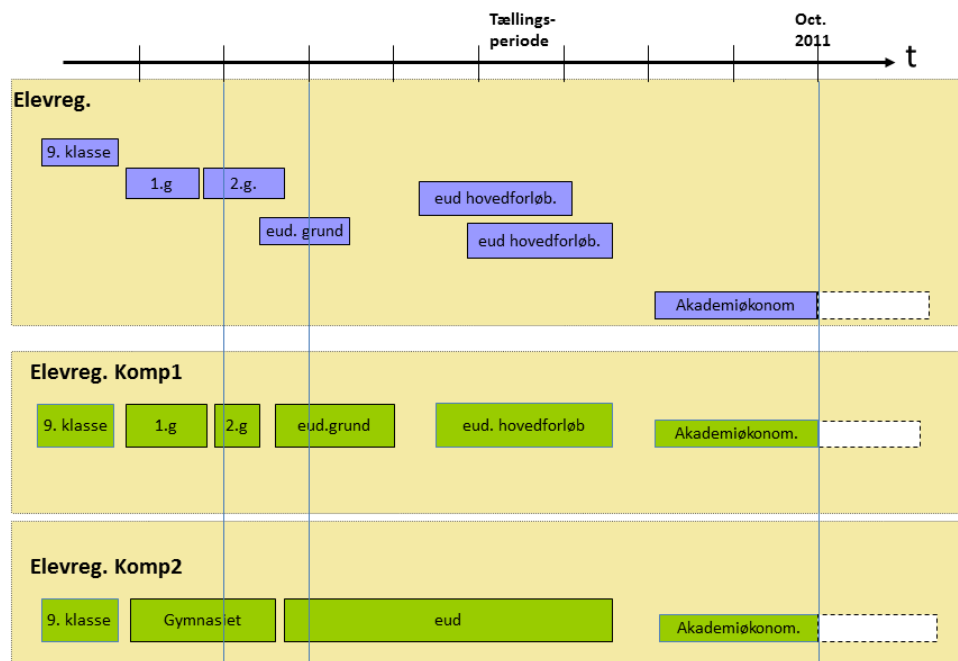 Tællings-
periode
Oct.
2011
t
Elevreg.
9. klasse
1.g
2.g.
eud hovedforløb.
eud. grund
eud hovedforløb.
Akademiøkonom
Elevreg. Komp1
9. klasse
1.g
2.g
eud.grund
eud. hovedforløb
Akademiøkonom.
Elevreg. Komp2
9. klasse
Gymnasiet
eud
Akademiøkonom.